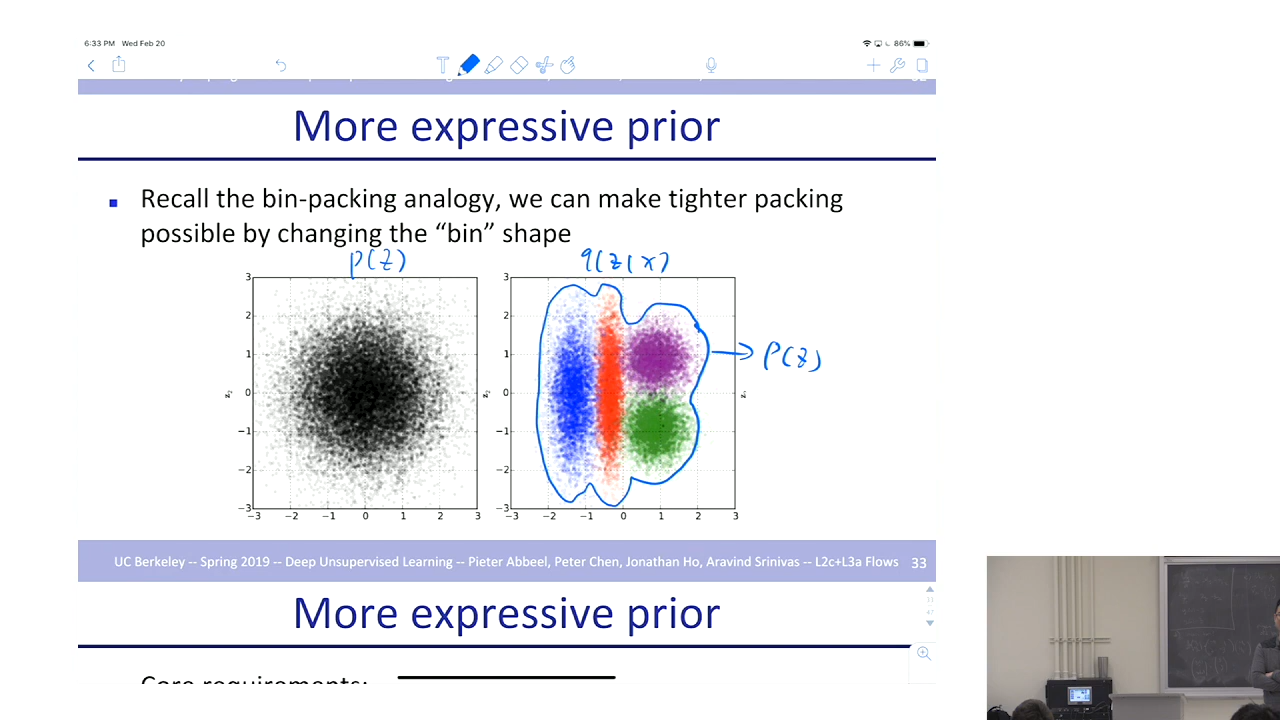 6:33 PM Wed Feb 20
86%
More expressive prior
▪ Recall the bin-packing analogy, we can make tighter packing
possible by changing the “bin” shape
p(z)
q(z|x)
p(z)
3
2
1
0
−1
−2
−3
−3 −2 −1 0 1 2 3
z₂
3
2
1
0
−1
−2
−3
−3 −2 −1 0 1 2 3
z₂
UC Berkeley -- Spring 2019 -- Deep Unsupervised Learning -- Pieter Abbeel, Peter Chen, Jonathan Ho, Aravind Srinivas -- L2c+L3a Flows 33
More expressive prior
Core requirements: